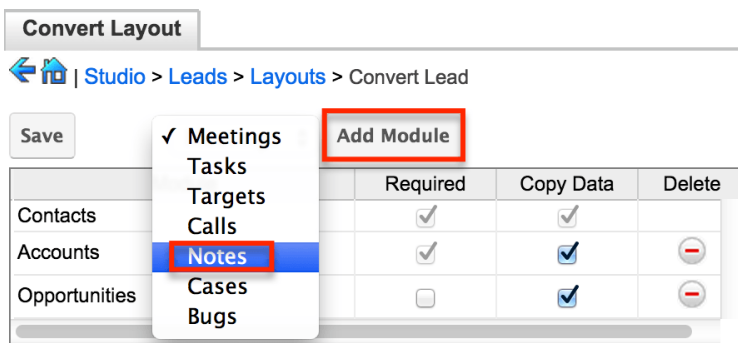 Convert Layout
| Studio > Leads > Layouts > Convert Lead
Save
✓ Meetings
Add Module
Tasks
Targets
Calls
Notes
Cases
Bugs
Required
Copy Data
Delete
Contacts
Accounts
Opportunities